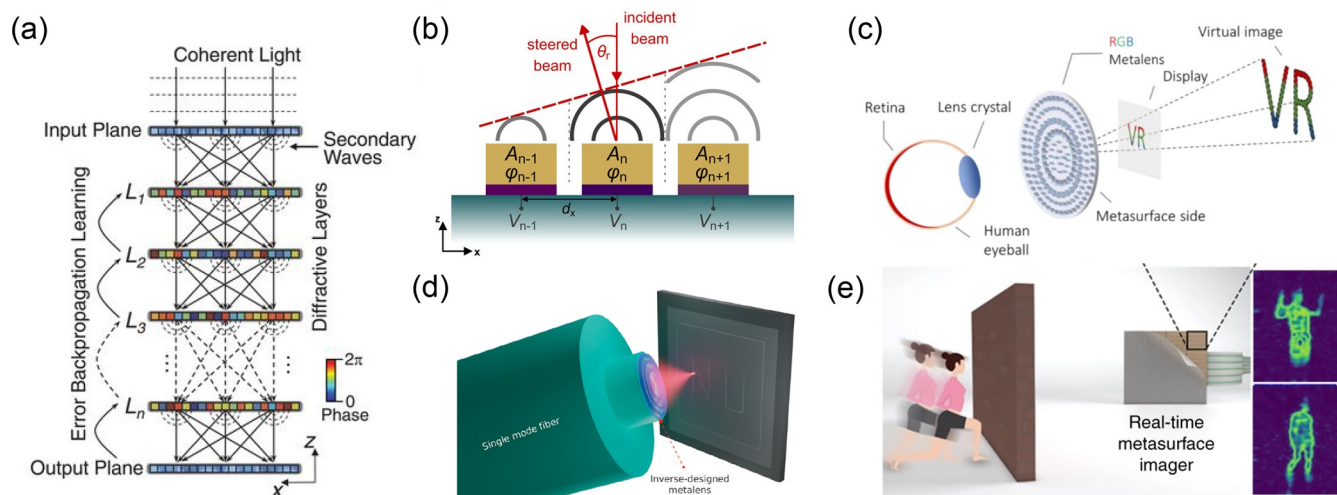 (a)
Coherent Light
Input Plane
Secondary
Waves
L1
L2
L3
Ln
Error Backpropagation Learning
Diffractive Layers
2π
0
Phase
Output Plane
z
x
(b)
incident
beam
steered
beam
θr
An-1
φn-1
An
φn
An+1
φn+1
dx
Vn-1
Vn
Vn+1
z
x
(c)
RGB
Metalens
Virtual image
Display
Retina
Lens crystal
VR
VR
Metasurface side
Human
eyeball
(d)
Single mode fiber
Inverse-designed
metalens
(e)
Real-time
metasurface
imager